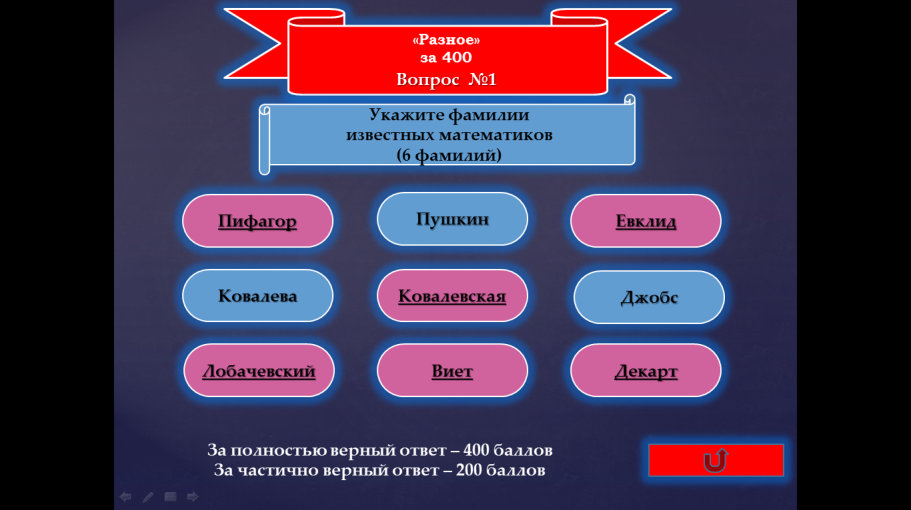 «Разное»
за 400
Вопрос №1
Укажите фамилии
известных математиков
(6 фамилий)
Пифагор
Пушкин
Евклид
Ковалева
Ковалевская
Джобс
Лобачевский
Виет
Декарт
За полностью верный ответ – 400 баллов
За частично верный ответ – 200 баллов